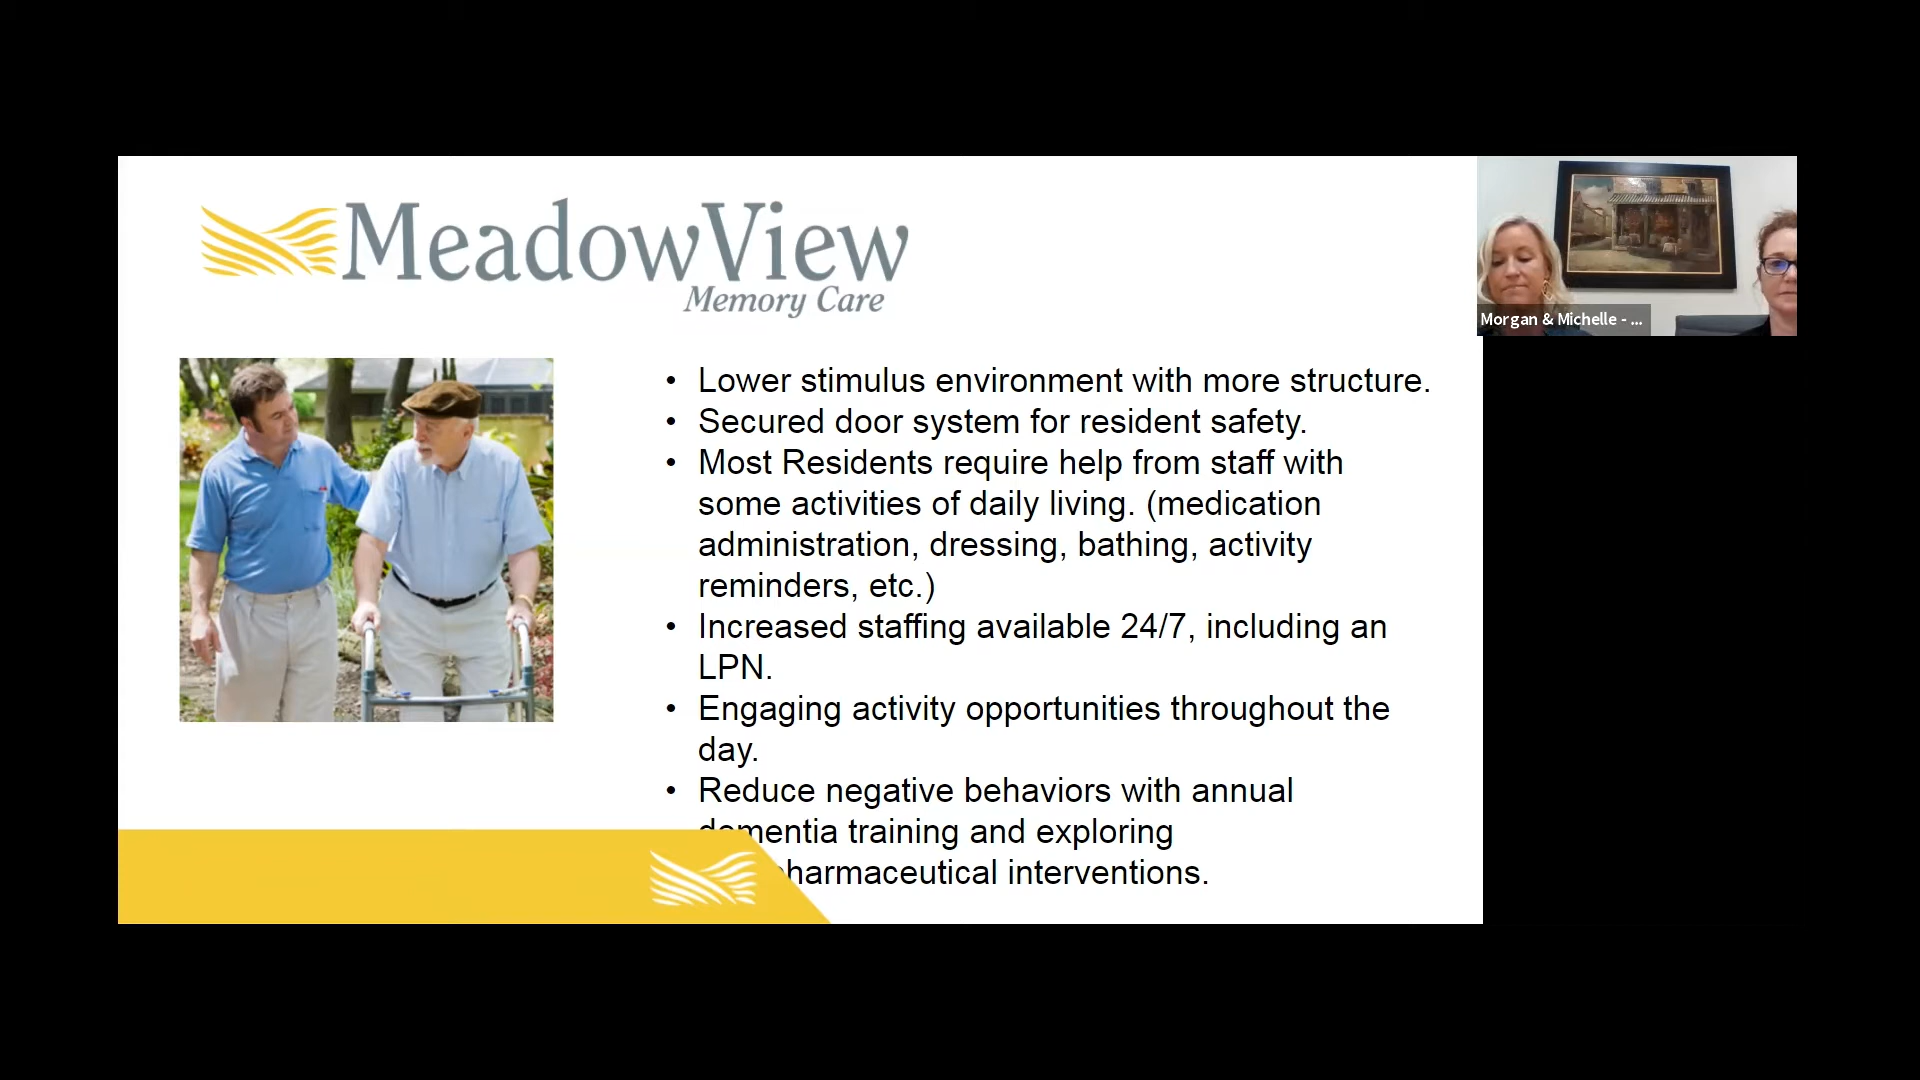 MeadowView
Memory Care
Morgan & Michelle - ...
• Lower stimulus environment with more structure.
• Secured door system for resident safety.
• Most Residents require help from staff with
some activities of daily living. (medication
administration, dressing, bathing, activity
reminders, etc.)
• Increased staffing available 24/7, including an
LPN.
• Engaging activity opportunities throughout the
day.
• Reduce negative behaviors with annual
dementia training and exploring
harmaceutical interventions.